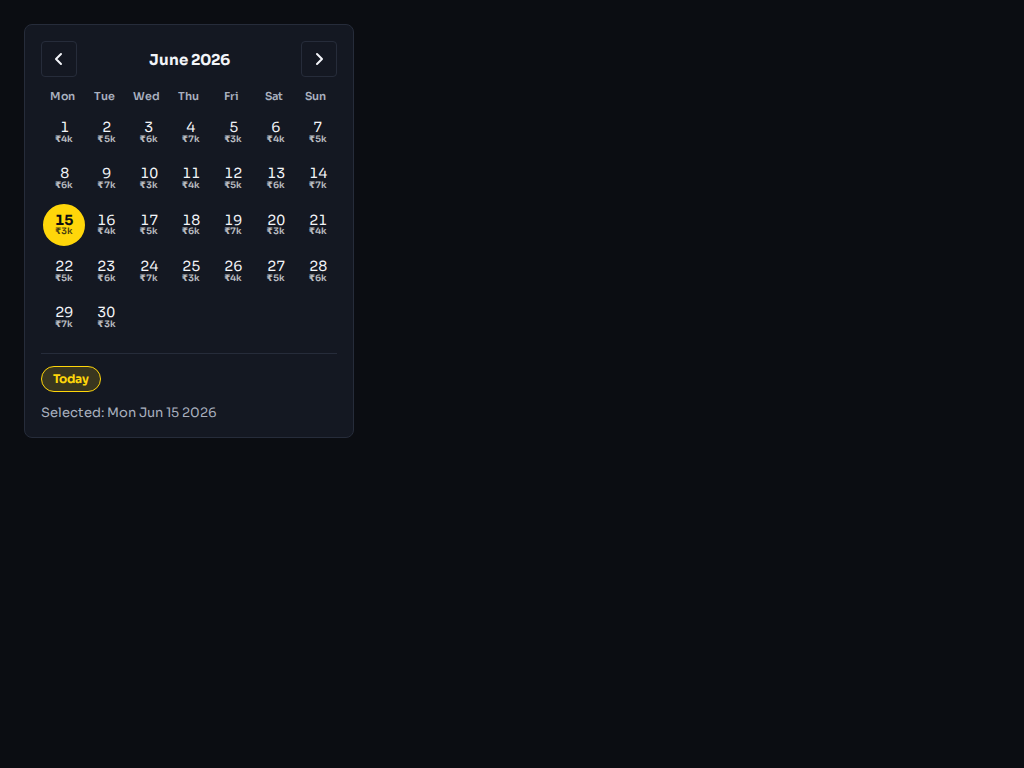 June 2026
Mon Tue Wed Thu Fri Sat Sun
1 2 3 4 5 6 7
₹4k ₹5k ₹6k ₹7k ₹3k ₹4k ₹5k
8 9 10 11 12 13 14
₹6k ₹7k ₹3k ₹4k ₹5k ₹6k ₹7k
15 16 17 18 19 20 21
₹3k ₹4k ₹5k ₹6k ₹7k ₹3k ₹4k
22 23 24 25 26 27 28
₹5k ₹6k ₹7k ₹3k ₹4k ₹5k ₹6k
29 30
₹7k ₹3k
Today
Selected: Mon Jun 15 2026